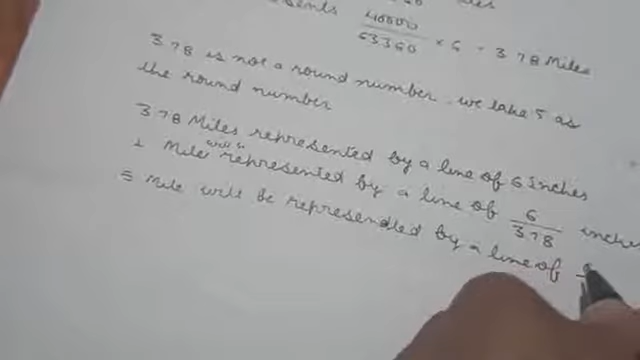 40000
63360 × 6 = 3.78 Miles
3.78 is not a round number. we take 5 as
the round number
3.78 Miles represented by a line of 6 inches
1 Mile will be represented by a line of 6/3.78 inches
5 Mile will be represended by a line of